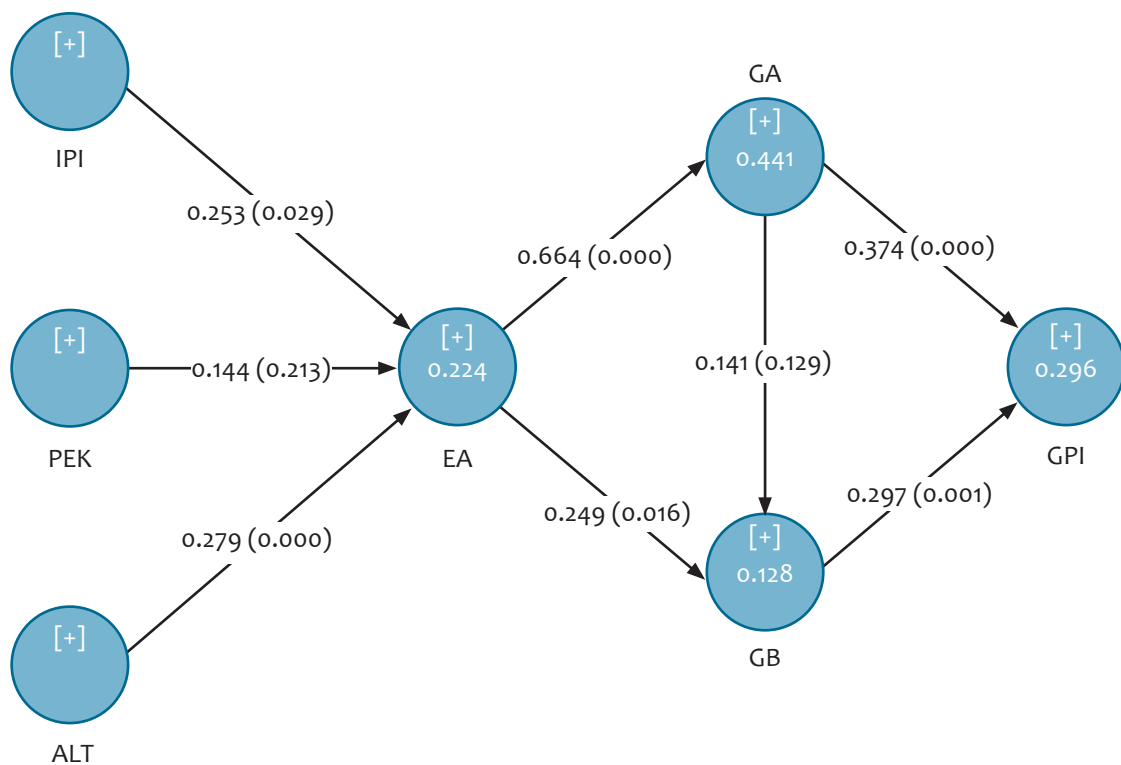 [+]
IPI
GA
[+]
0.441
0.253 (0.029)
0.664 (0.000)
0.374 (0.000)
[+]
PEK
0.144 (0.213)
[+]
0.224
EA
0.141 (0.129)
[+]
0.296
GPI
0.279 (0.000)
0.249 (0.016)
0.297 (0.001)
[+]
0.128
GB
[+]
ALT